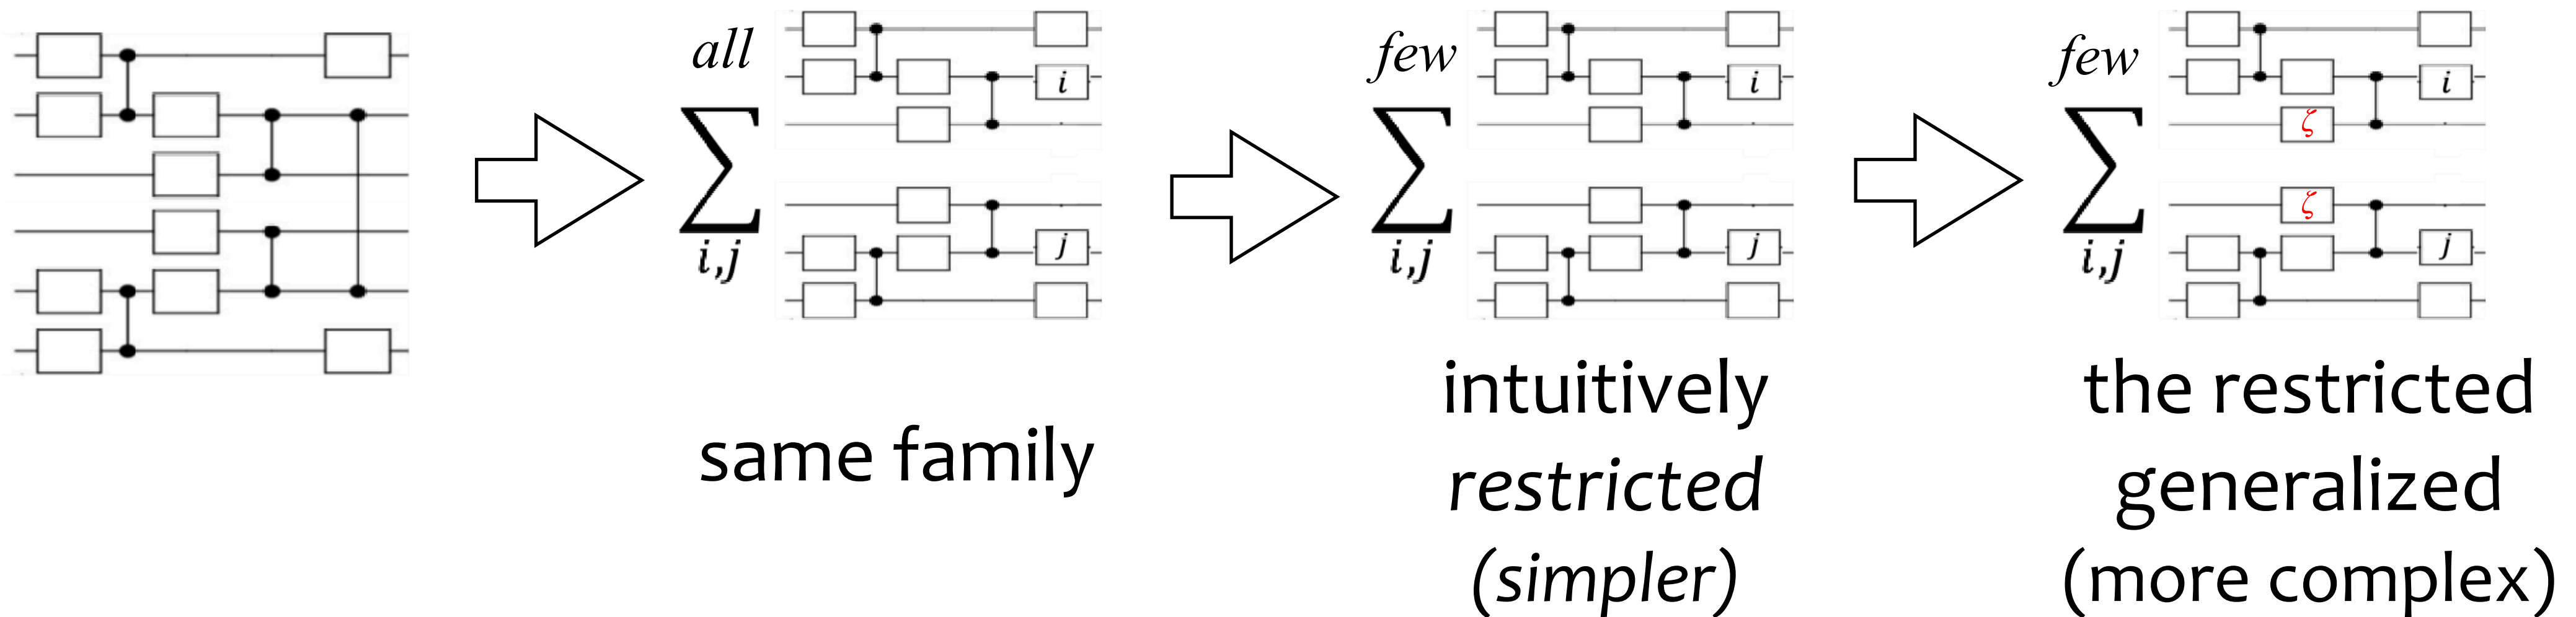 all
∑
i,j
i
j
same family
few
∑
i,j
i
j
intuitively
restricted
(simpler)
few
∑
i,j
i
ζ
ζ
j
the restricted
generalized
(more complex)